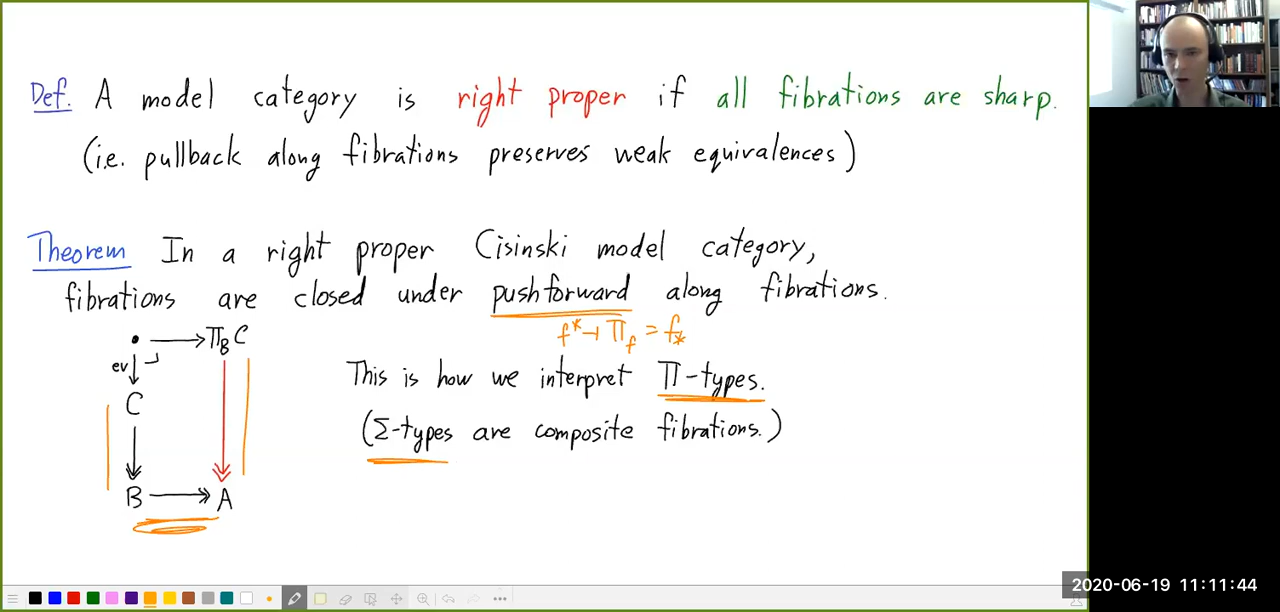 Def. A model category is right proper if all fibrations are sharp.
(i.e. pullback along fibrations preserves weak equivalences)
Theorem In a right proper Cisinski model category,
fibrations are closed under pushforward along fibrations.
f* ⊣ Π_f = f_*
• → Π_B C
ev
C
B → A
This is how we interpret Π-types.
(Σ-types are composite fibrations.)
2020-06-19 11:11:44